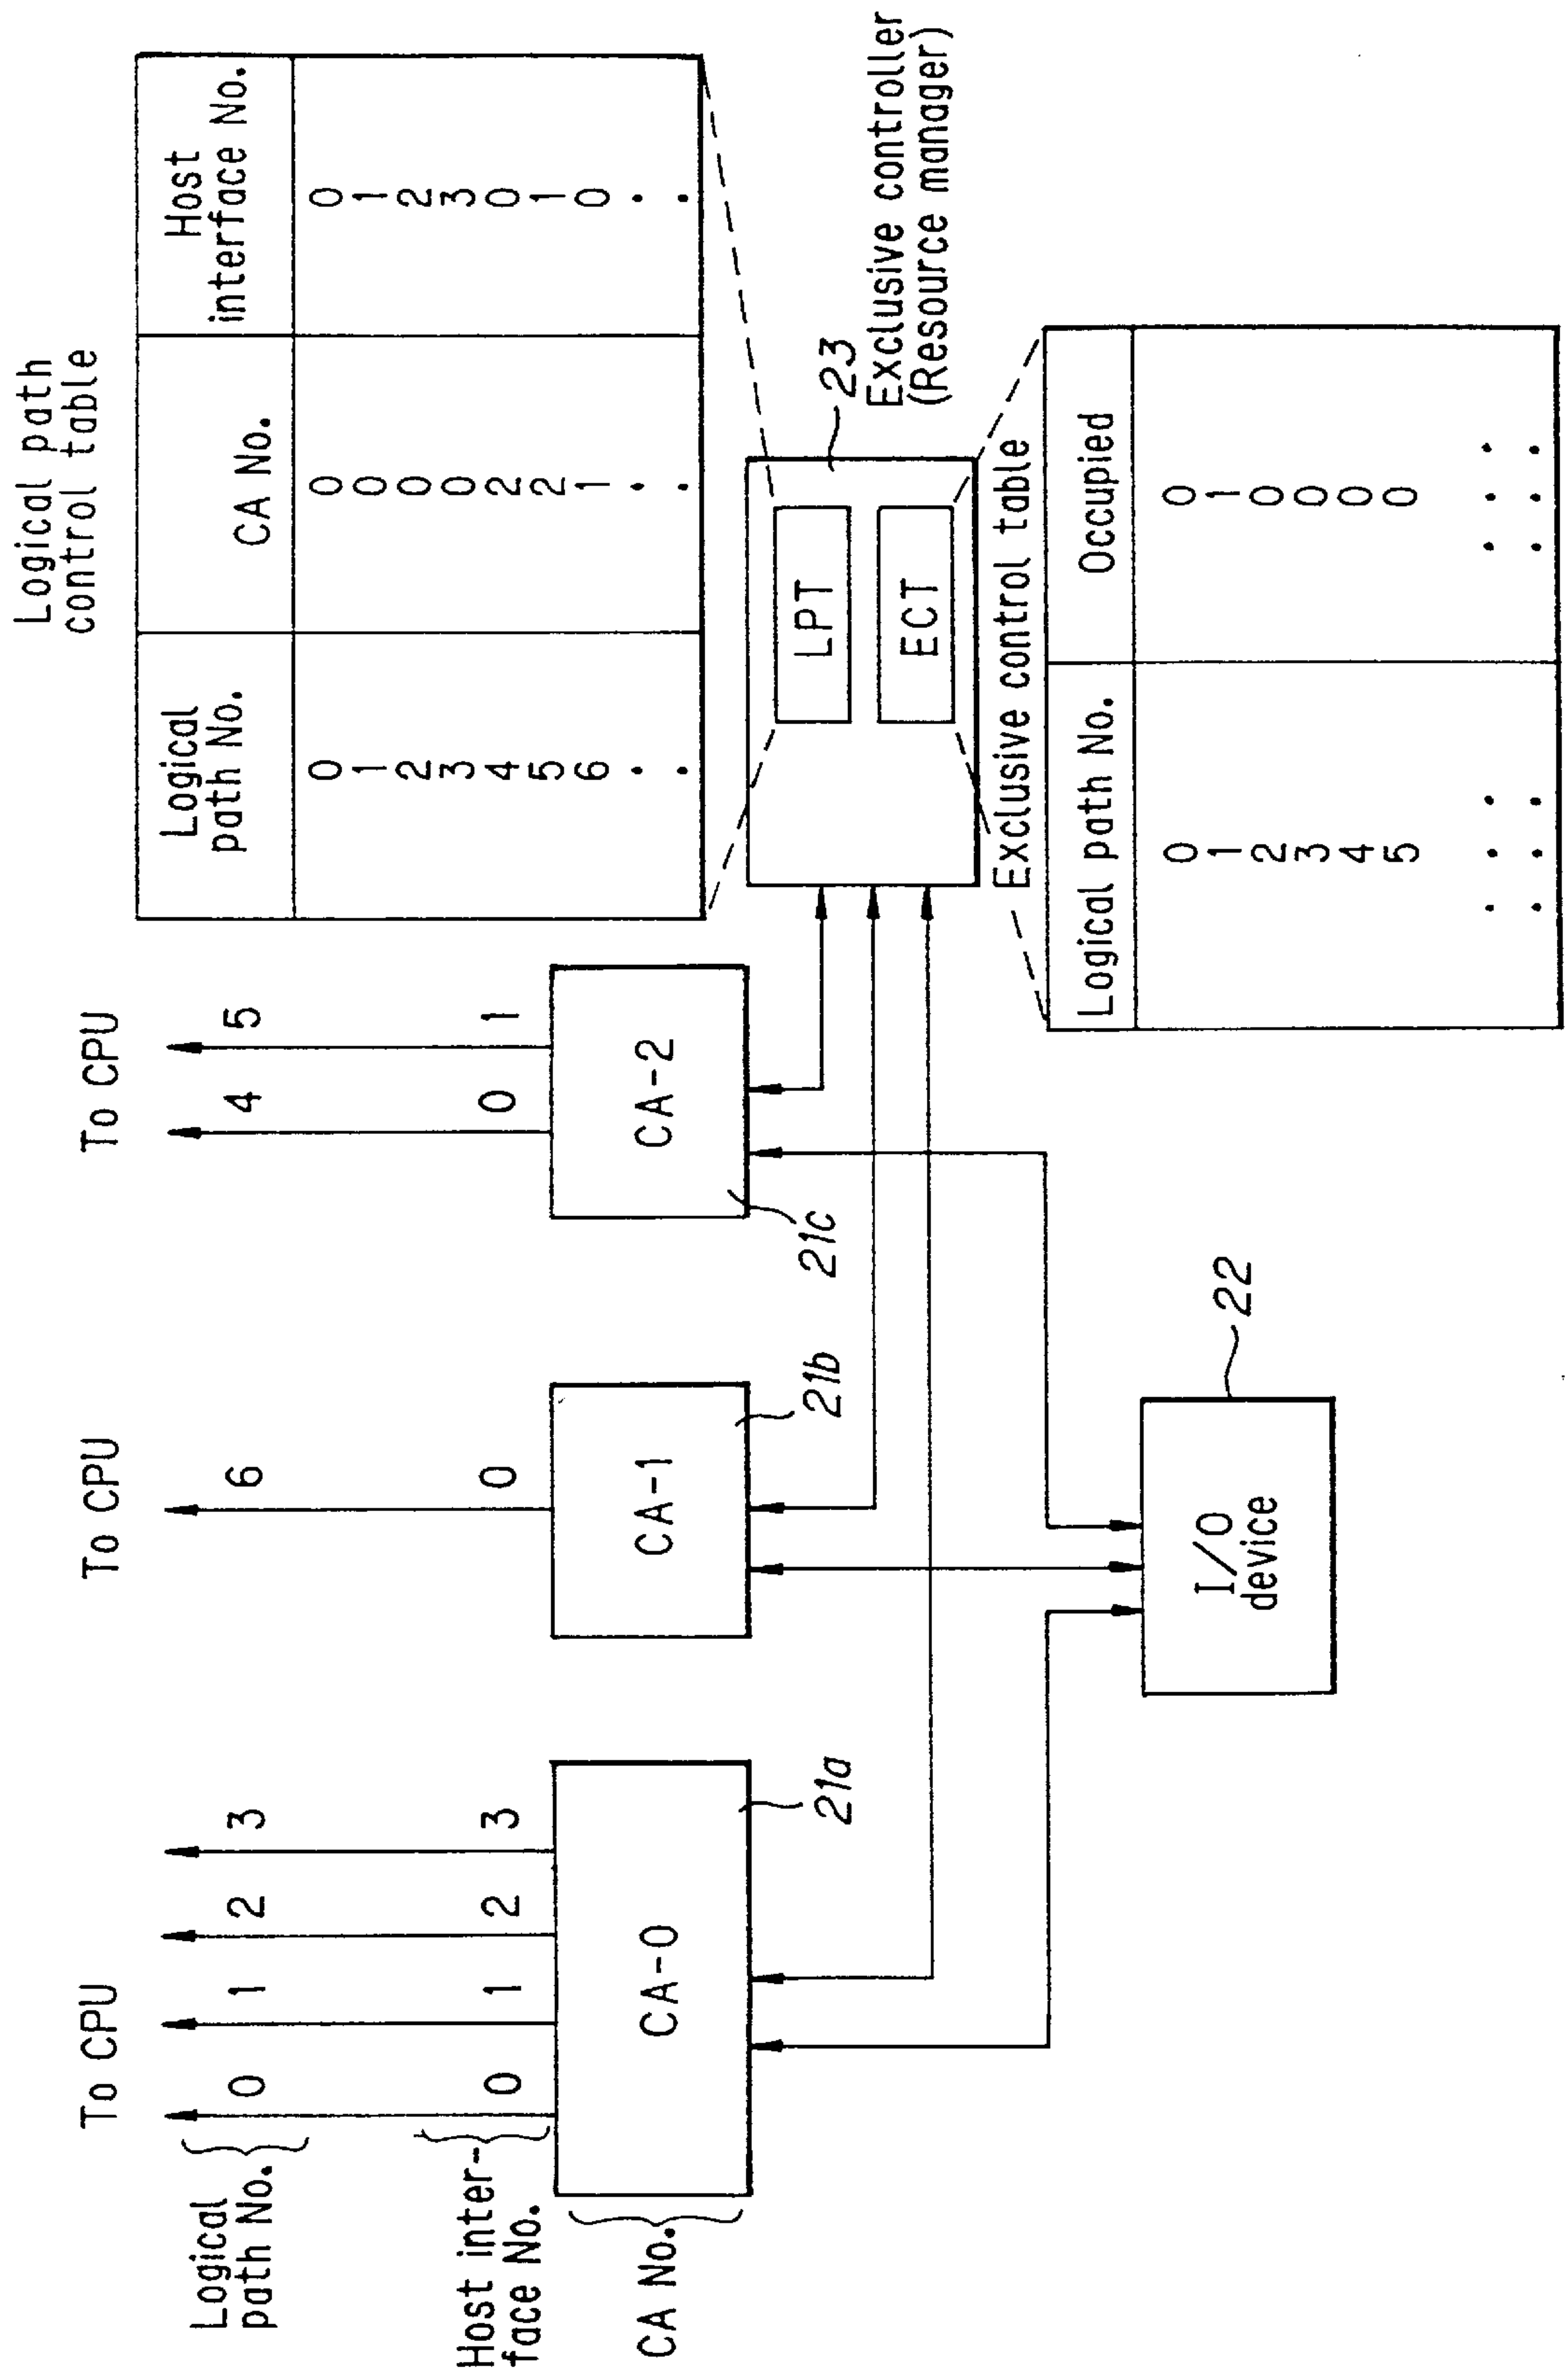 To CPU
To CPU
To CPU
Logical
path No.
0 1 2 3
6
4 5
Host inter-
face No.
0 1 2 3
0
0 1
CA No.
CA-0
CA-1
CA-2
21a
21b
21c
I/O
device
22
Logical path
control table
Logical
path No.
CA No.
Host
interface No.
0 0 0
1 0 1
2 0 2
3 0 3
4 2 0
5 2 1
6 1 0
LPT
ECT
23
Exclusive controller
(Resource manager)
Exclusive control table
Logical path No.
Occupied
0 0
1 1
2 0
3 0
4 0
5 0